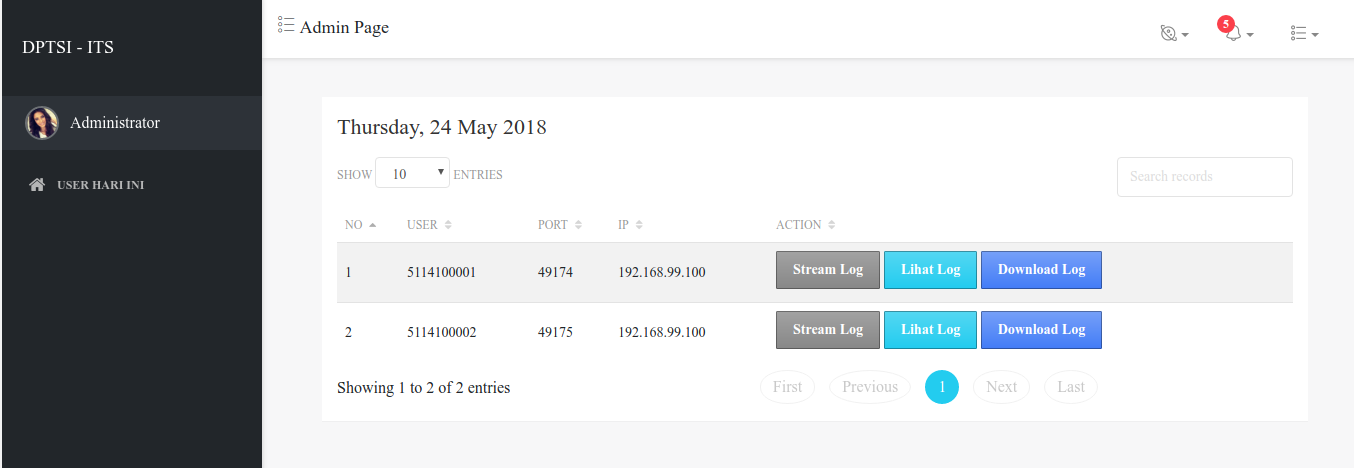 DPTSI - ITS
Admin Page
5
Administrator
USER HARI INI
Thursday, 24 May 2018
SHOW 10 ENTRIES
Search records
NO USER PORT IP ACTION
1 5114100001 49174 192.168.99.100 Stream Log Lihat Log Download Log
2 5114100002 49175 192.168.99.100 Stream Log Lihat Log Download Log
Showing 1 to 2 of 2 entries
First Previous 1 Next Last